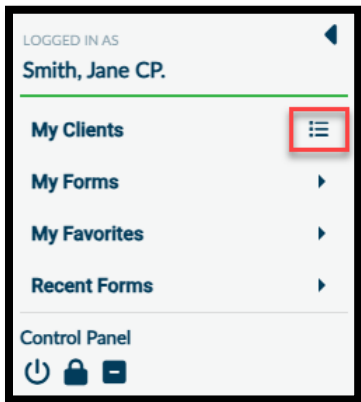 LOGGED IN AS
Smith, Jane CP.
My Clients
My Forms
My Favorites
Recent Forms
Control Panel